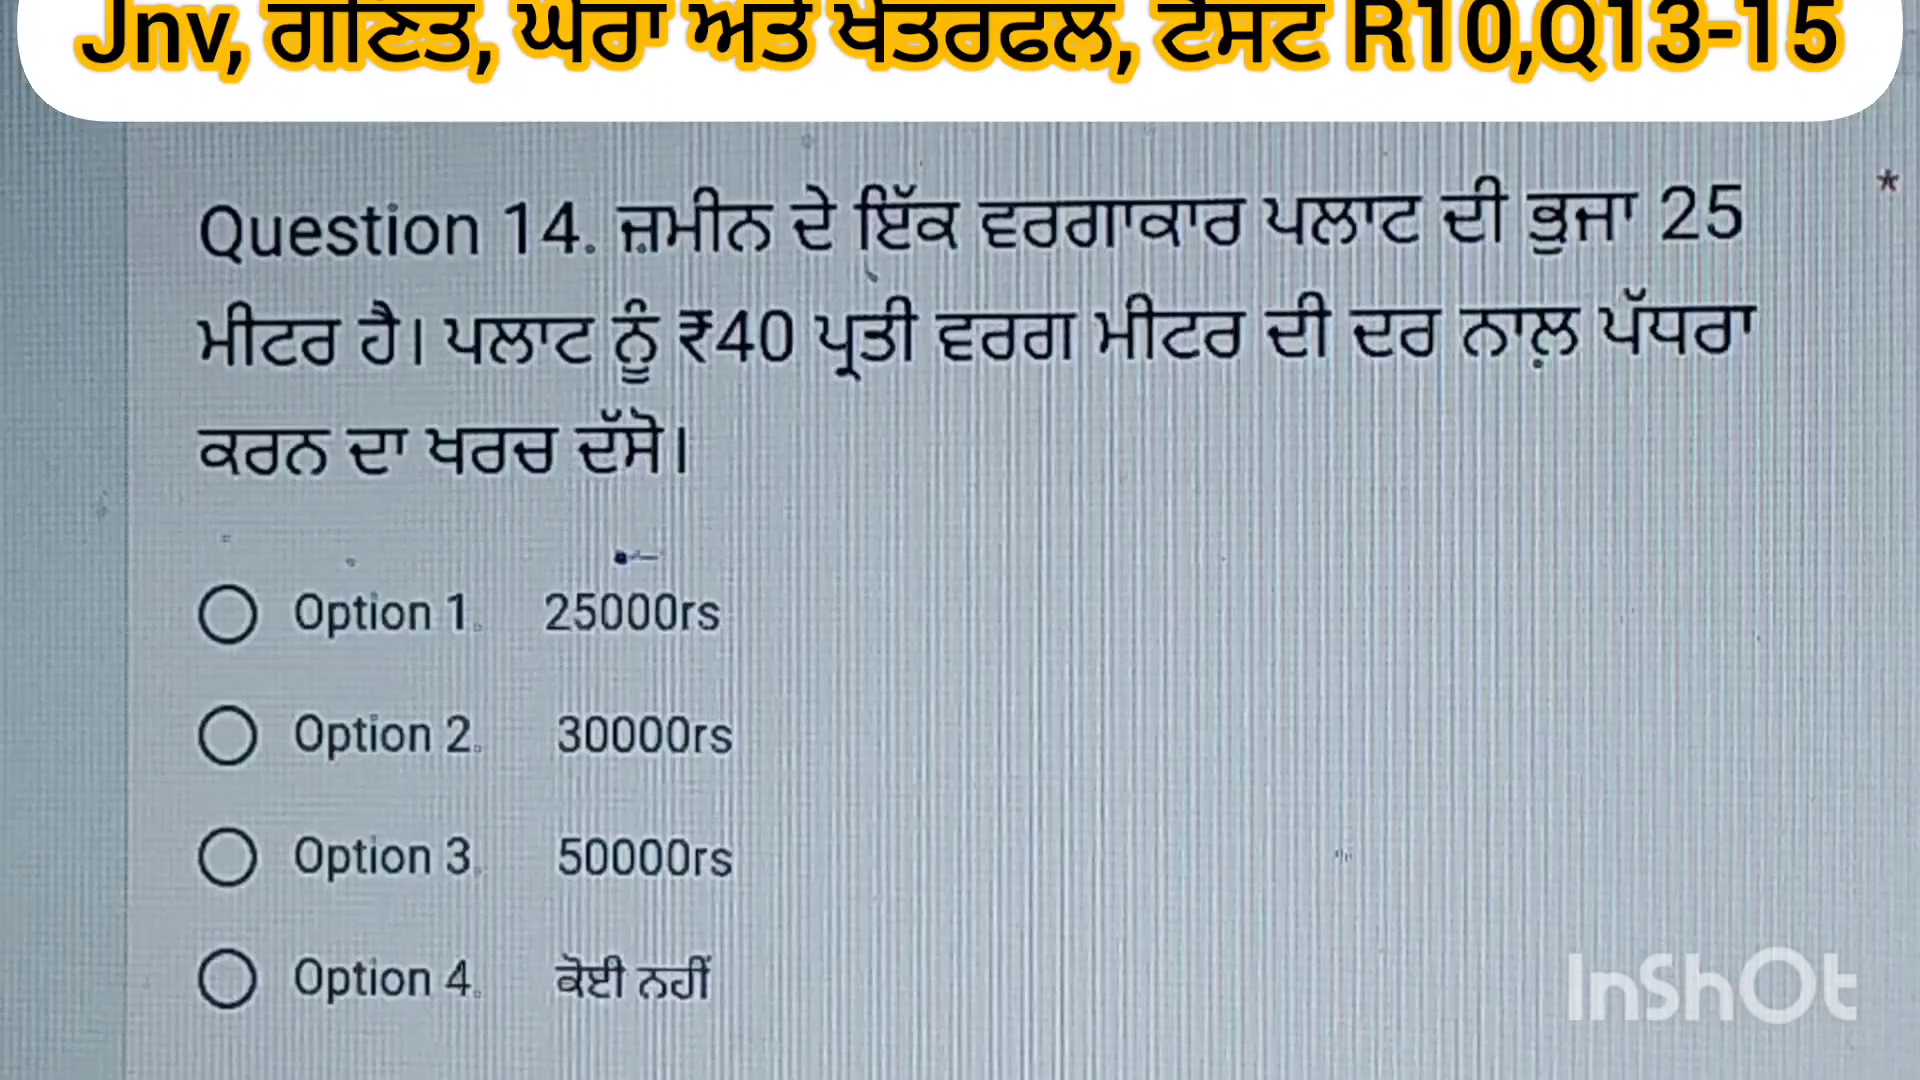 Jnv, ਗਣਿਤ, ਘੇਰਾ ਅਤੇ ਖੇਤਰਫਲ, ਟੈਸਟ R10,Q13-15
Question 14. ਜ਼ਮੀਨ ਦੇ ਇੱਕ ਵਰਗਾਕਾਰ ਪਲਾਟ ਦੀ ਭੁਜਾ 25 *
ਮੀਟਰ ਹੈ। ਪਲਾਟ ਨੂੰ ₹40 ਪ੍ਰਤੀ ਵਰਗ ਮੀਟਰ ਦੀ ਦਰ ਨਾਲ਼ ਪੱਧਰਾ
ਕਰਨ ਦਾ ਖਰਚ ਦੱਸੋ।
Option 1. 25000rs
Option 2. 30000rs
Option 3. 50000rs
Option 4. ਕੋਈ ਨਹੀਂ
InShOt